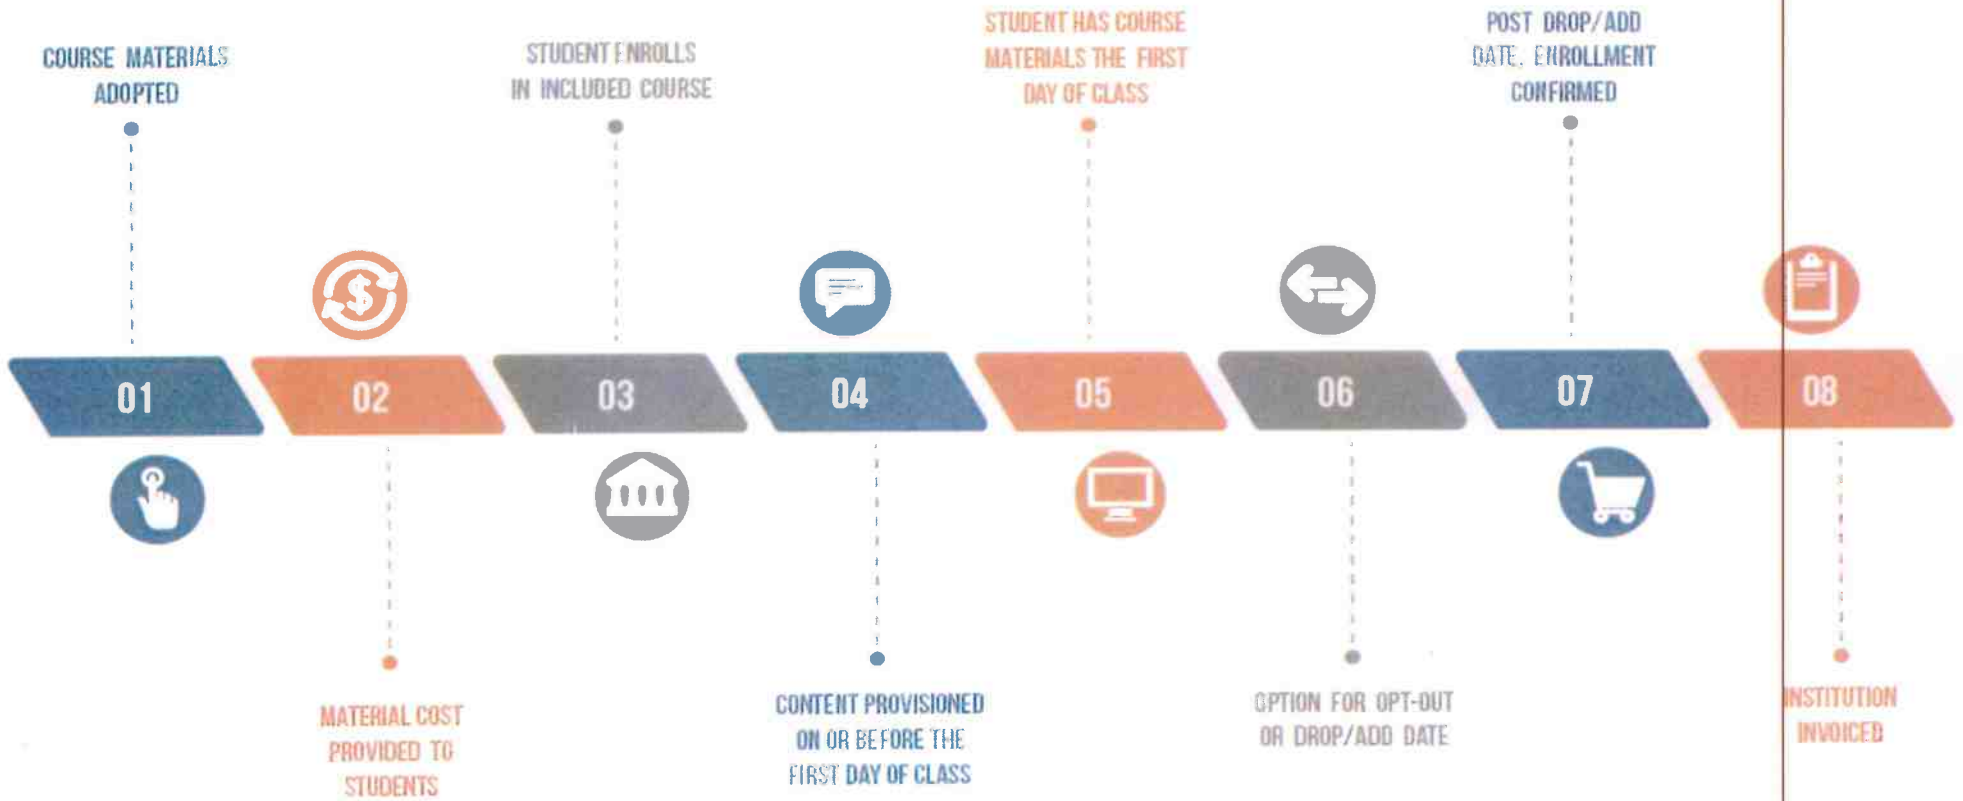 COURSE MATERIALS
ADOPTED
STUDENT ENROLLS
IN INCLUDED COURSE
STUDENT HAS COURSE
MATERIALS THE FIRST
DAY OF CLASS
POST DROP/ADD
DATE, ENROLLMENT
CONFIRMED
$
01
02
03
04
05
06
07
08
MATERIAL COST
PROVIDED TO
STUDENTS
CONTENT PROVISIONED
ON OR BEFORE THE
FIRST DAY OF CLASS
OPTION FOR OPT-OUT
OR DROP/ADD DATE
INSTITUTION
INVOICED